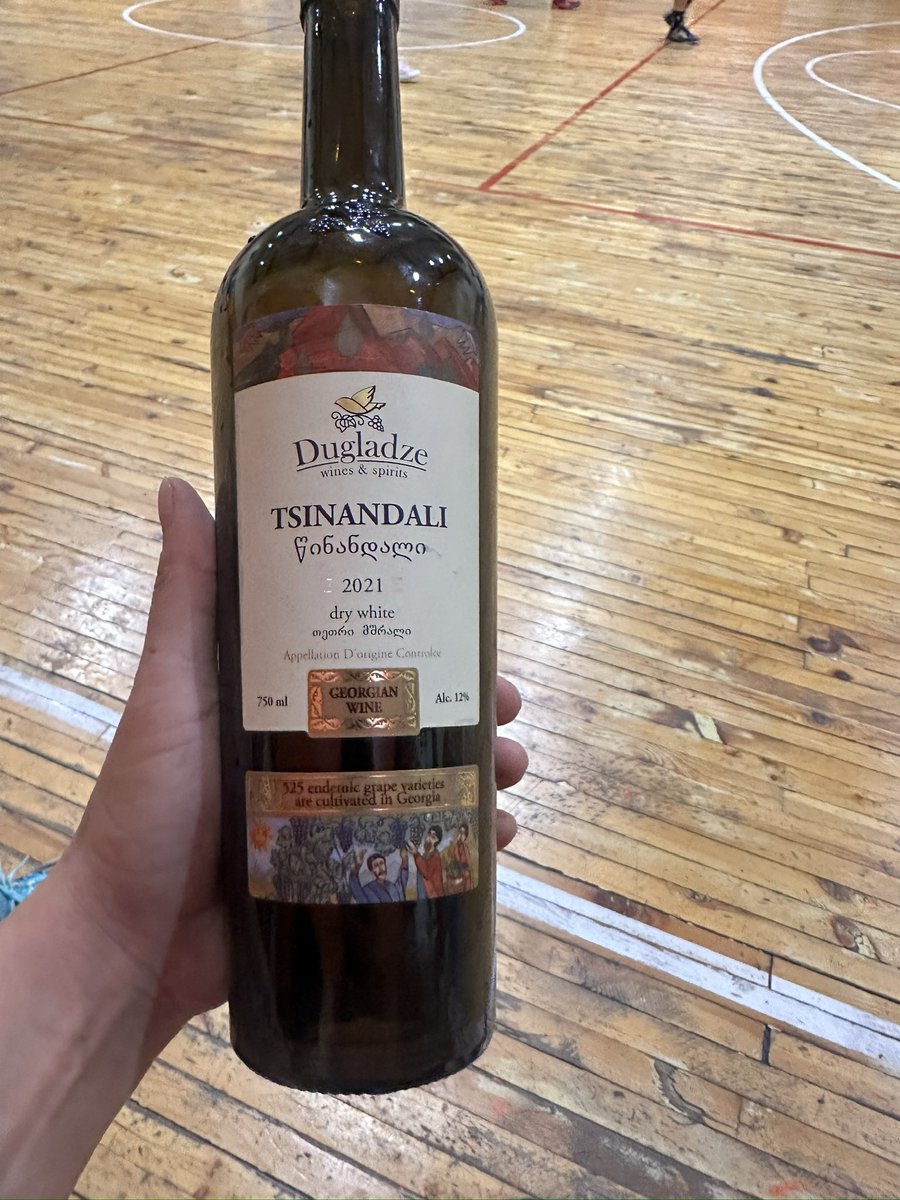 Dugladze
wines & spirits
TSINANDALI
წინანდალი
2021
dry white
თეთრი მშრალი
Appellation D'origine Controlee
750 ml
GEORGIAN
WINE
Alc. 12%
525 endemic grape varieties
are cultivated in Georgia